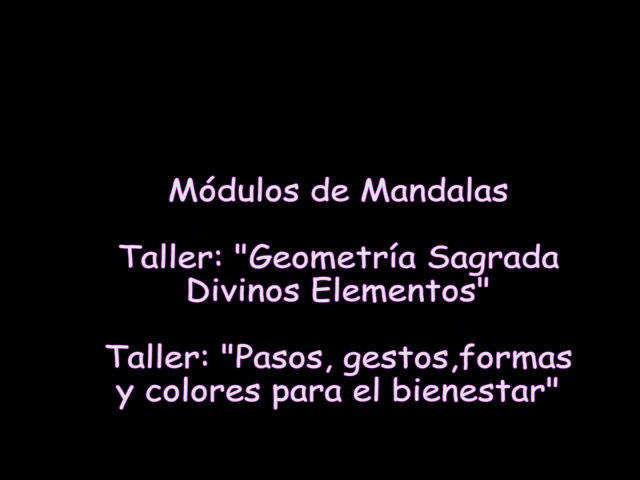 Módulos de Mandalas
Taller: "Geometría Sagrada
Divinos Elementos"
Taller: "Pasos, gestos,formas
y colores para el bienestar"